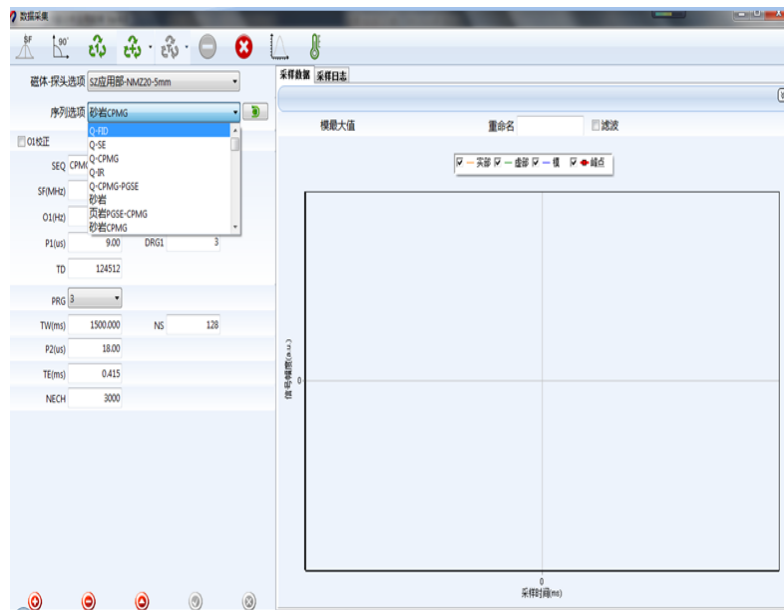 数据采集
SF 90°
磁体-探头选项 SZ应用部-NMZ20-5mm
序列选项 砂岩CPMG
Q-FID
Q-SE
Q-CPMG
Q-IR
Q-CPMG-PGSE
砂岩
页岩PGSE-CPMG
砂岩CPMG
O1校正
SEQ CPMG
SF(MHz)
O1(Hz)
P1(us) 9.00 DRG1 3
TD 124512
PRG 3
TW(ms) 1500.000 NS 128
P2(us) 18.00
TE(ms) 0.415
NECH 3000
采样数据 采样日志
模最大值 重命名 滤波
实部 虚部 模 峰点
信号幅度(a.u.)
0
0
采样时间(ms)